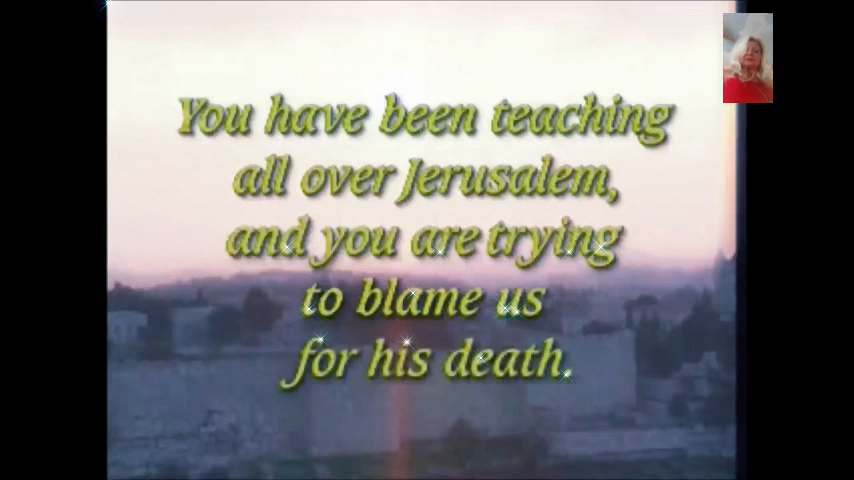 You have been teaching
all over Jerusalem,
and you are trying
to blame us
for his death.